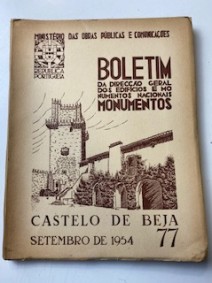 MINISTÉRIO DAS OBRAS PÚBLICAS E COMUNICAÇÕES
REPÚBLICA
PORTUGUESA
BOLETIM
DA DIRECÇÃO GERAL
DOS EDIFÍCIOS E MO
NUMENTOS NACIONAIS
MONUMENTOS
CASTELO DE BEJA
SETEMBRO DE 1954 77